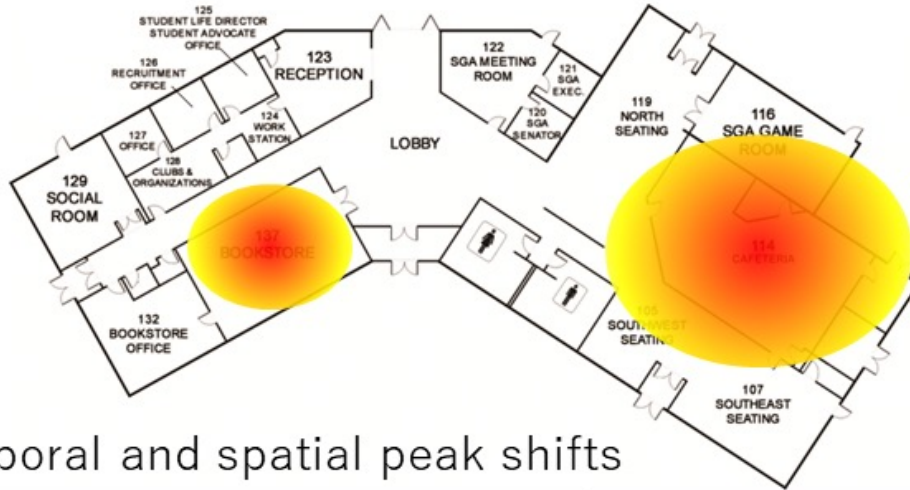 125
STUDENT LIFE DIRECTOR
STUDENT ADVOCATE
OFFICE
126
RECRUITMENT
OFFICE
123
RECEPTION
122
SGA MEETING
ROOM
121
SGA
EXEC.
120
SGA
SENATOR
119
NORTH
SEATING
116
SGA GAME
ROOM
127
OFFICE
124
WORK
STATION
128
CLUBS &
ORGANIZATIONS
LOBBY
129
SOCIAL
ROOM
137
BOOKSTORE
114
CAFETERIA
132
BOOKSTORE
OFFICE
105
SOUTHWEST
SEATING
107
SOUTHEAST
SEATING
and spatial peak shifts